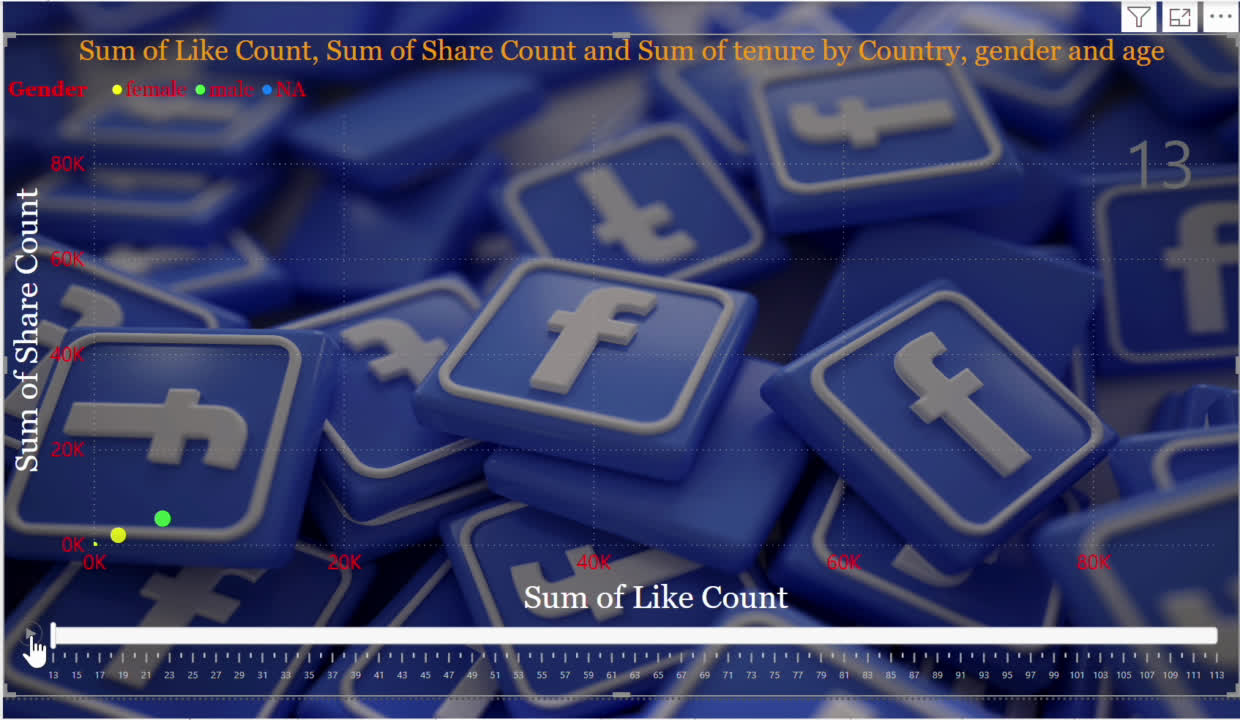 Sum of Like Count, Sum of Share Count and Sum of tenure by Country, gender and age
Gender female male NA
13
80K
60K
40K
20K
0K
Sum of Share Count
0K 20K 40K 60K 80K
Sum of Like Count
13 15 17 19 21 23 25 27 29 31 33 35 37 39 41 43 45 47 49 51 53 55 57 59 61 63 65 67 69 71 73 75 77 79 81 83 85 87 89 91 93 95 97 99 101 103 105 107 109 111 113